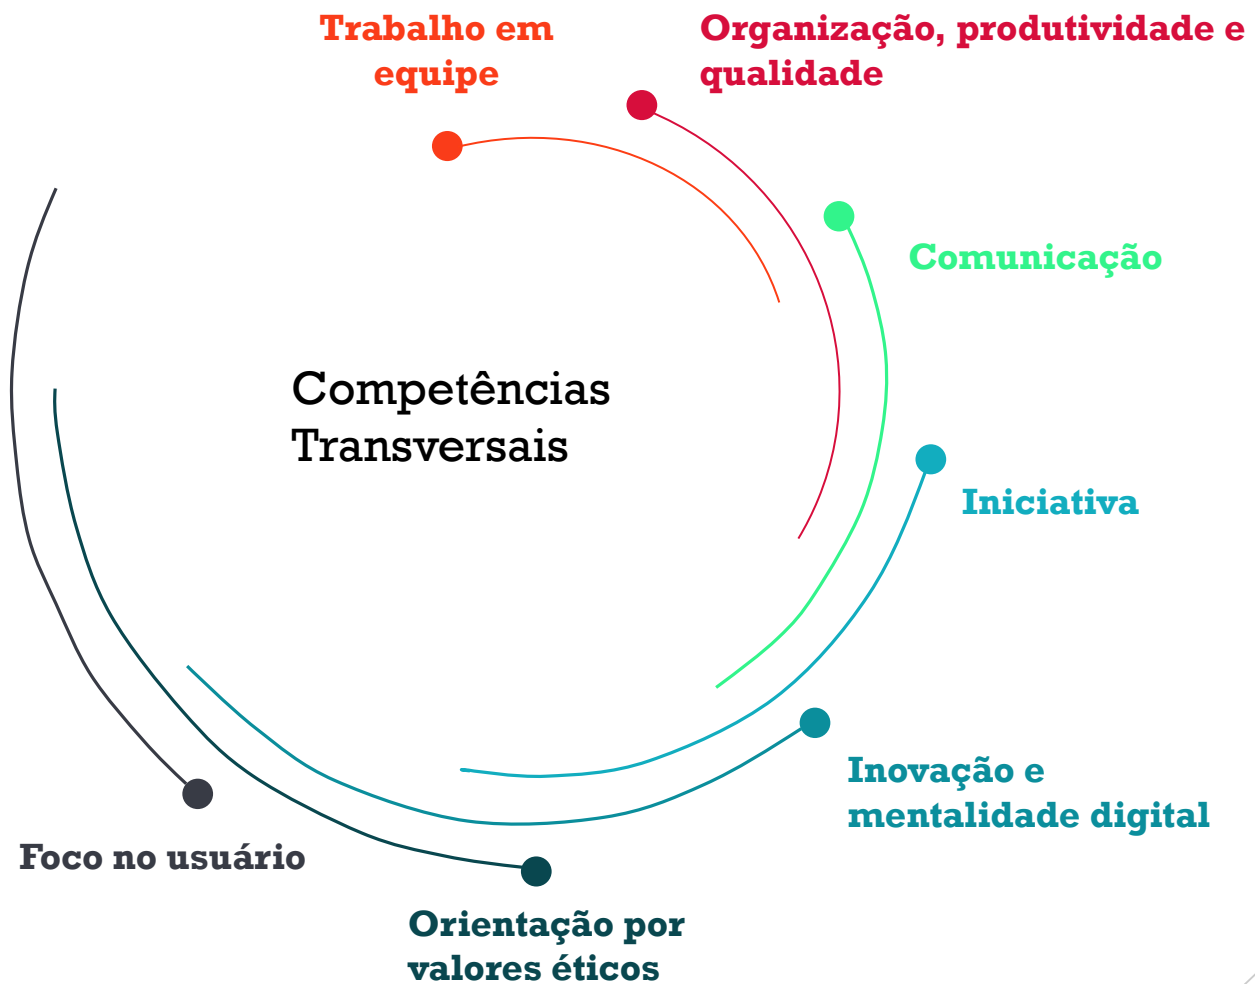 Trabalho em
equipe
Organização, produtividade e
qualidade
Comunicação
Competências
Transversais
Iniciativa
Inovação e
mentalidade digital
Foco no usuário
Orientação por
valores éticos